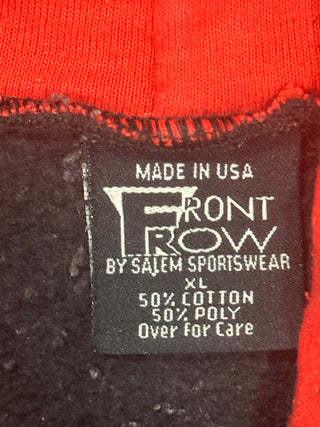 MADE IN USA
FRONT
ROW
BY SALEM SPORTSWEAR
XL
50% COTTON
50% POLY
Over for Care